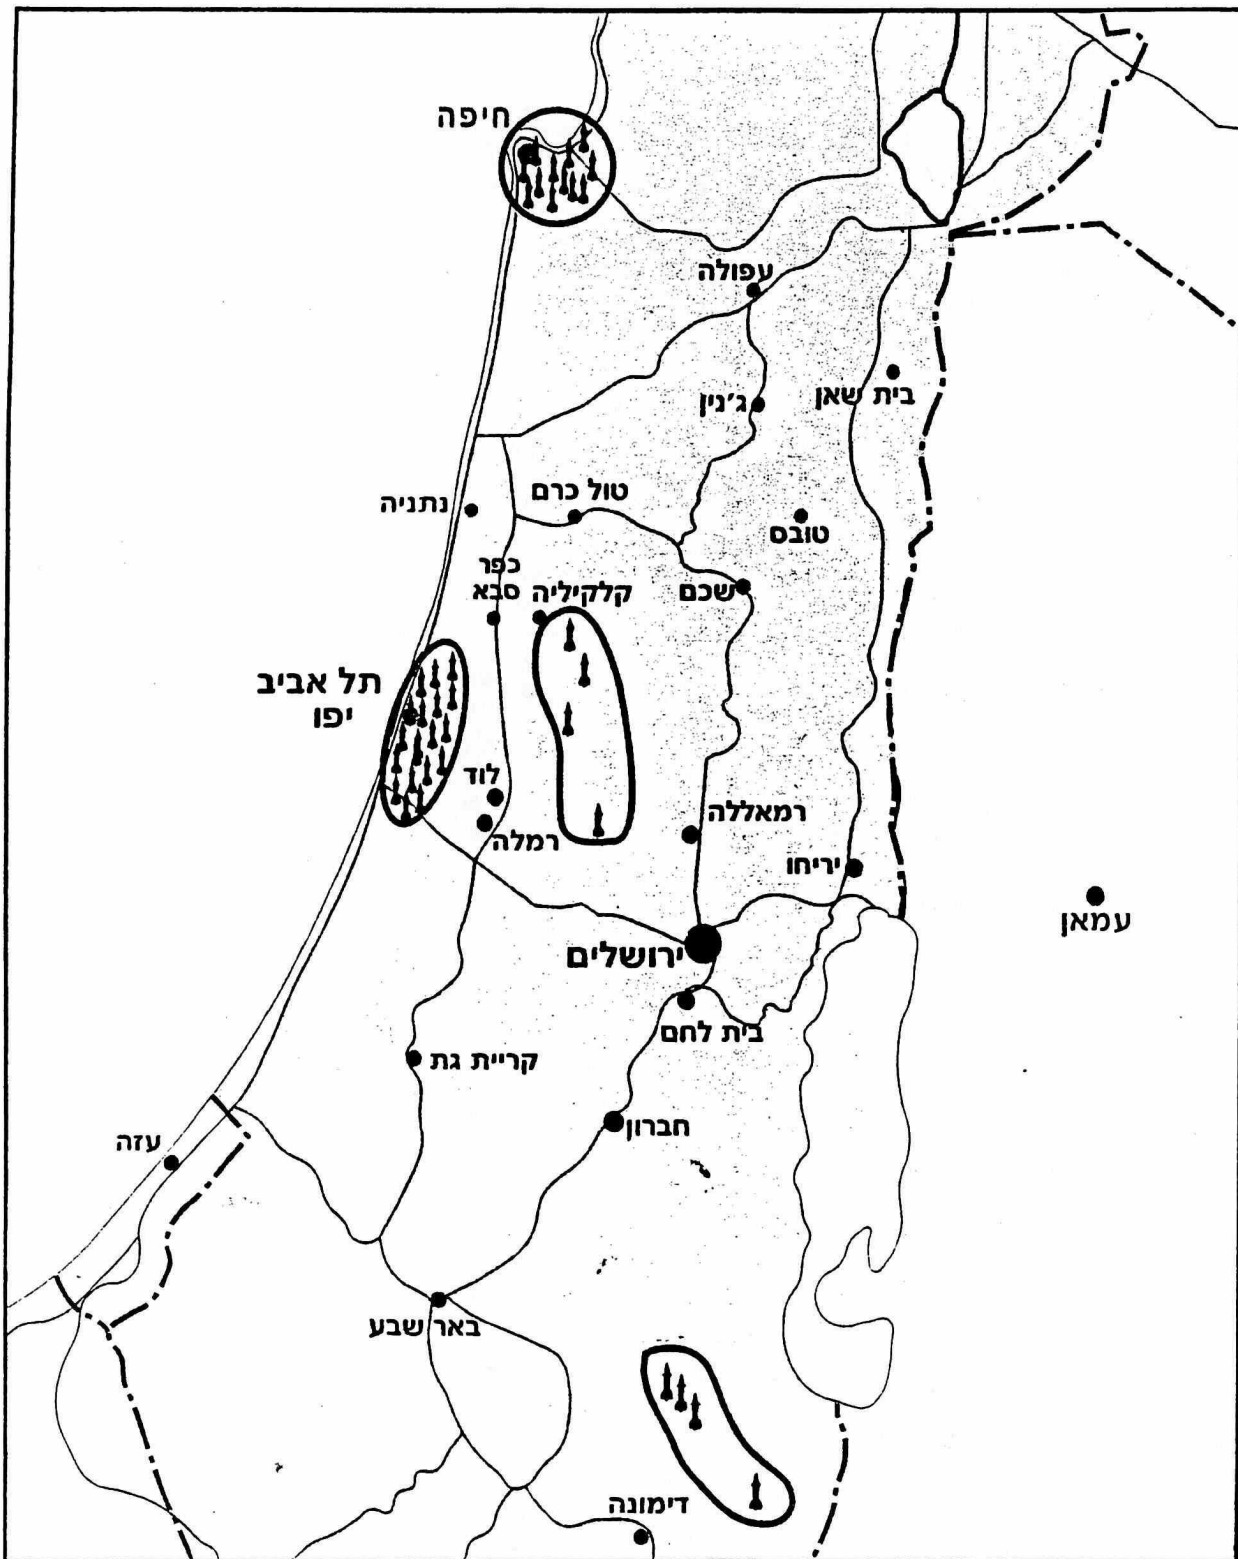 חיפה
עפולה
בית שאן
ג'נין
נתניה
טול כרם
טובס
כפר
סבא
קלקיליה
שכם
תל אביב
יפו
לוד
רמלה
רמאללה
יריחו
עמאן
ירושלים
בית לחם
קריית גת
חברון
עזה
באר שבע
דימונה